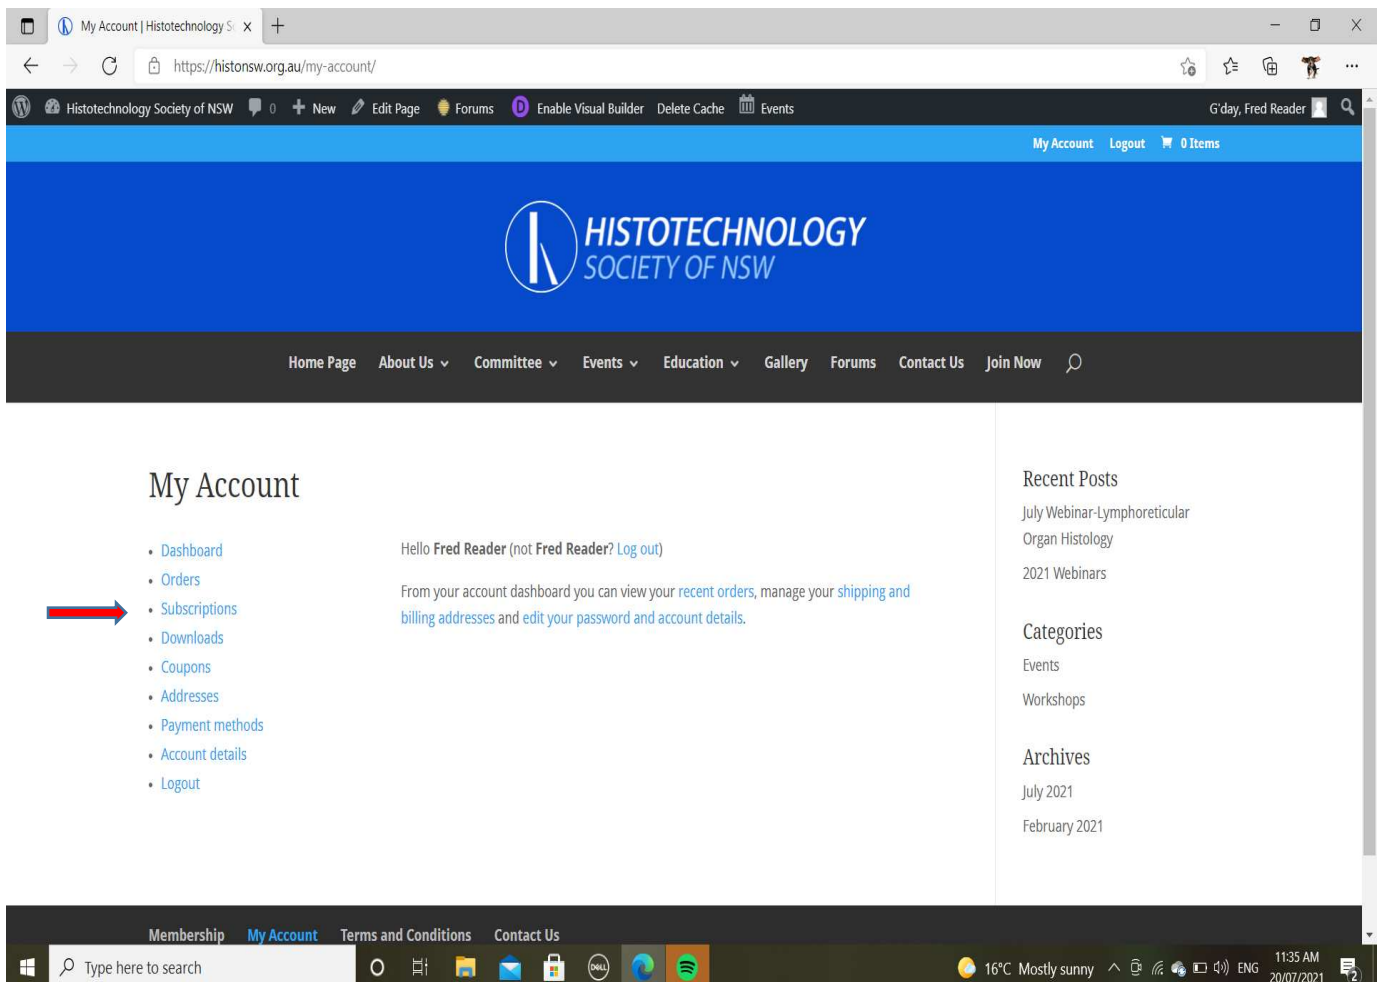 My Account | Histotechnology S
https://histonsw.org.au/my-account/
Histotechnology Society of NSW 0 New Edit Page Forums D Enable Visual Builder Delete Cache Events G'day, Fred Reader
My Account Logout 0 Items
HISTOTECHNOLOGY
SOCIETY OF NSW
Home Page About Us Committee Events Education Gallery Forums Contact Us Join Now
My Account
• Dashboard
• Orders
• Subscriptions
• Downloads
• Coupons
• Addresses
• Payment methods
• Account details
• Logout
Hello Fred Reader (not Fred Reader? Log out)
From your account dashboard you can view your recent orders, manage your shipping and
billing addresses and edit your password and account details.
Recent Posts
July Webinar-Lymphoreticular
Organ Histology
2021 Webinars
Categories
Events
Workshops
Archives
July 2021
February 2021
Membership My Account Terms and Conditions Contact Us
Type here to search
DELL
16°C Mostly sunny
ENG
11:35 AM
20/07/2021
2